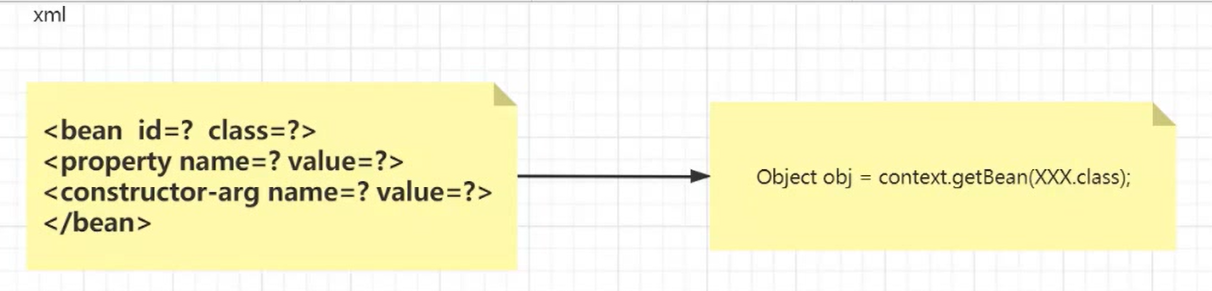 xml
<bean  id=?  class=?>
<property name=? value=?>
<constructor-arg name=? value=?>
</bean>
Object obj = context.getBean(XXX.class);